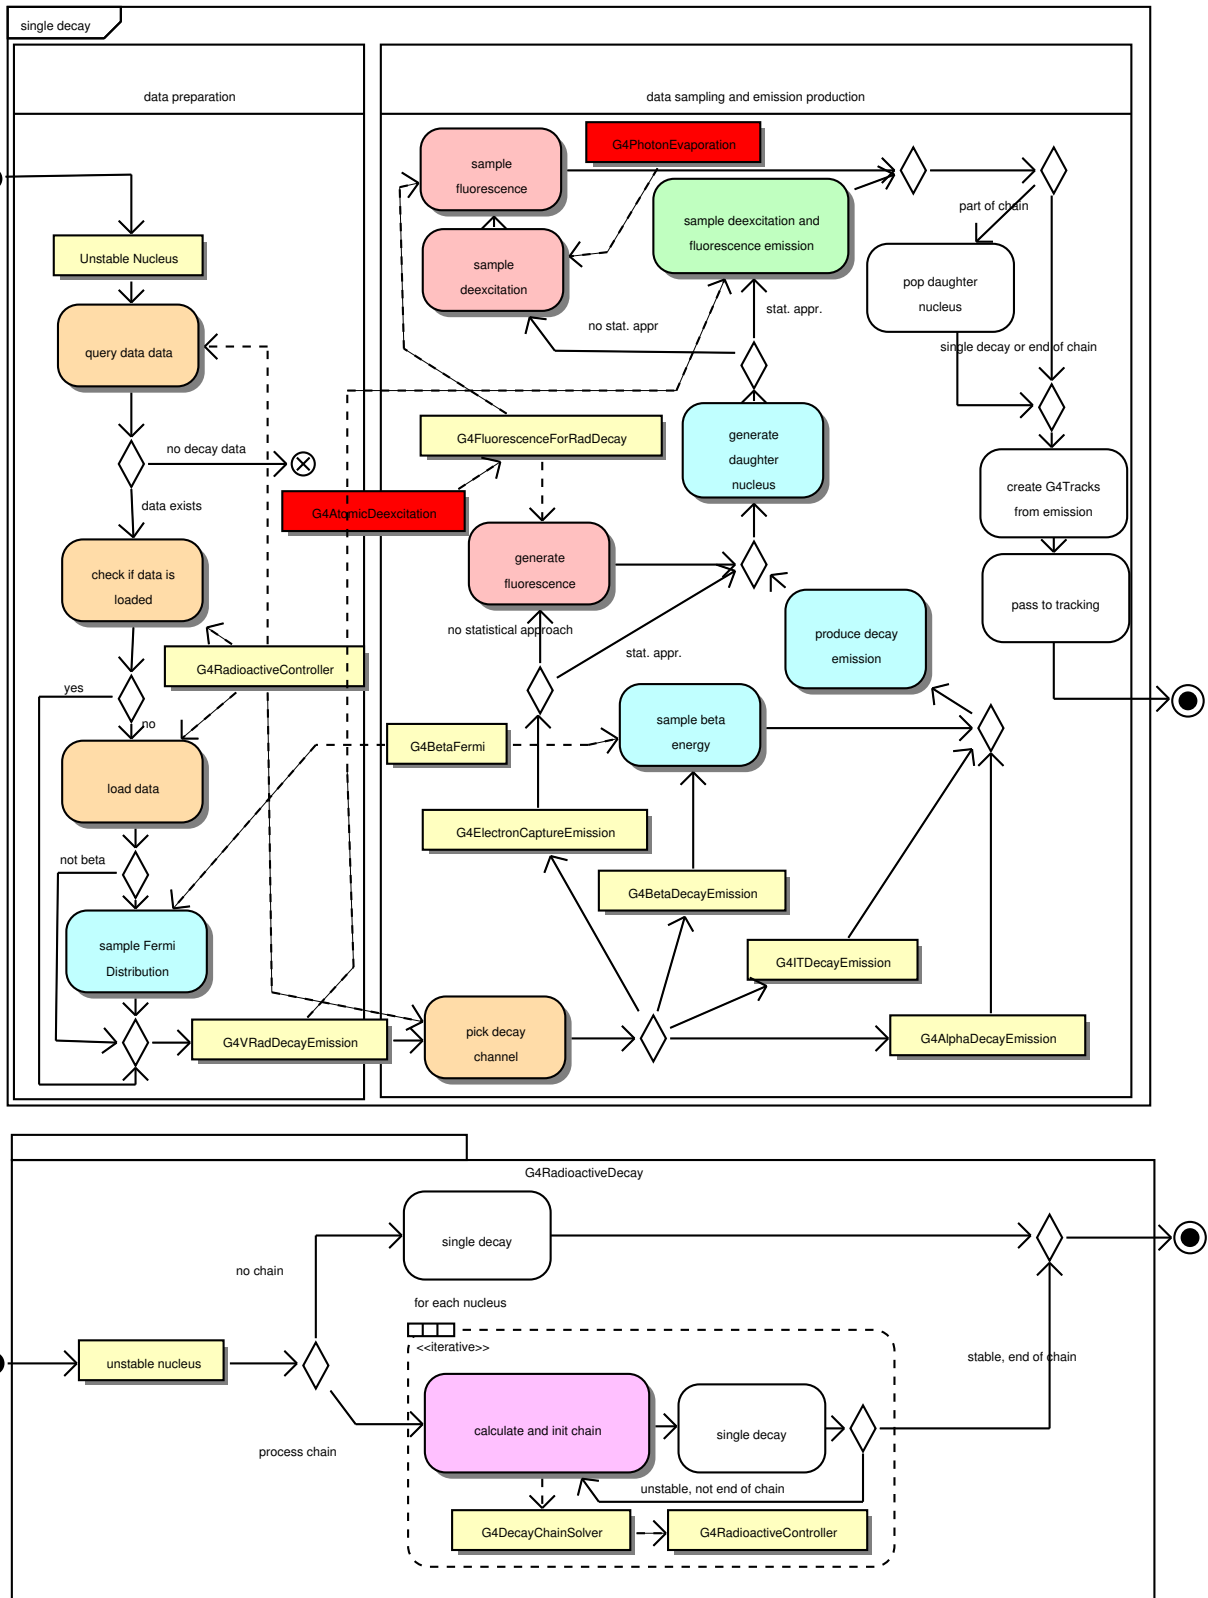 single decay
data preparation
data sampling and emission production
G4PhotonEvaporation
sample
fluorescence
sample deexcitation and
fluorescence emission
part of chain
Unstable Nucleus
sample
deexcitation
pop daughter
nucleus
stat. appr.
no stat. appr
query data data
single decay or end of chain
G4FluorescenceForRadDecay
generate
daughter
nucleus
no decay data
data exists
G4AtomicDeexcitation
create G4Tracks
from emission
check if data is
loaded
generate
fluorescence
pass to tracking
no statistical approach
produce decay
emission
stat. appr.
G4RadioactiveController
yes
no
sample beta
energy
G4BetaFermi
load data
G4ElectronCaptureEmission
not beta
G4BetaDecayEmission
sample Fermi
Distribution
G4ITDecayEmission
pick decay
channel
G4VRadDecayEmission
G4AlphaDecayEmission
G4RadioactiveDecay
single decay
no chain
for each nucleus
<<iterative>>
unstable nucleus
stable, end of chain
calculate and init chain
single decay
process chain
unstable, not end of chain
G4DecayChainSolver
G4RadioactiveController